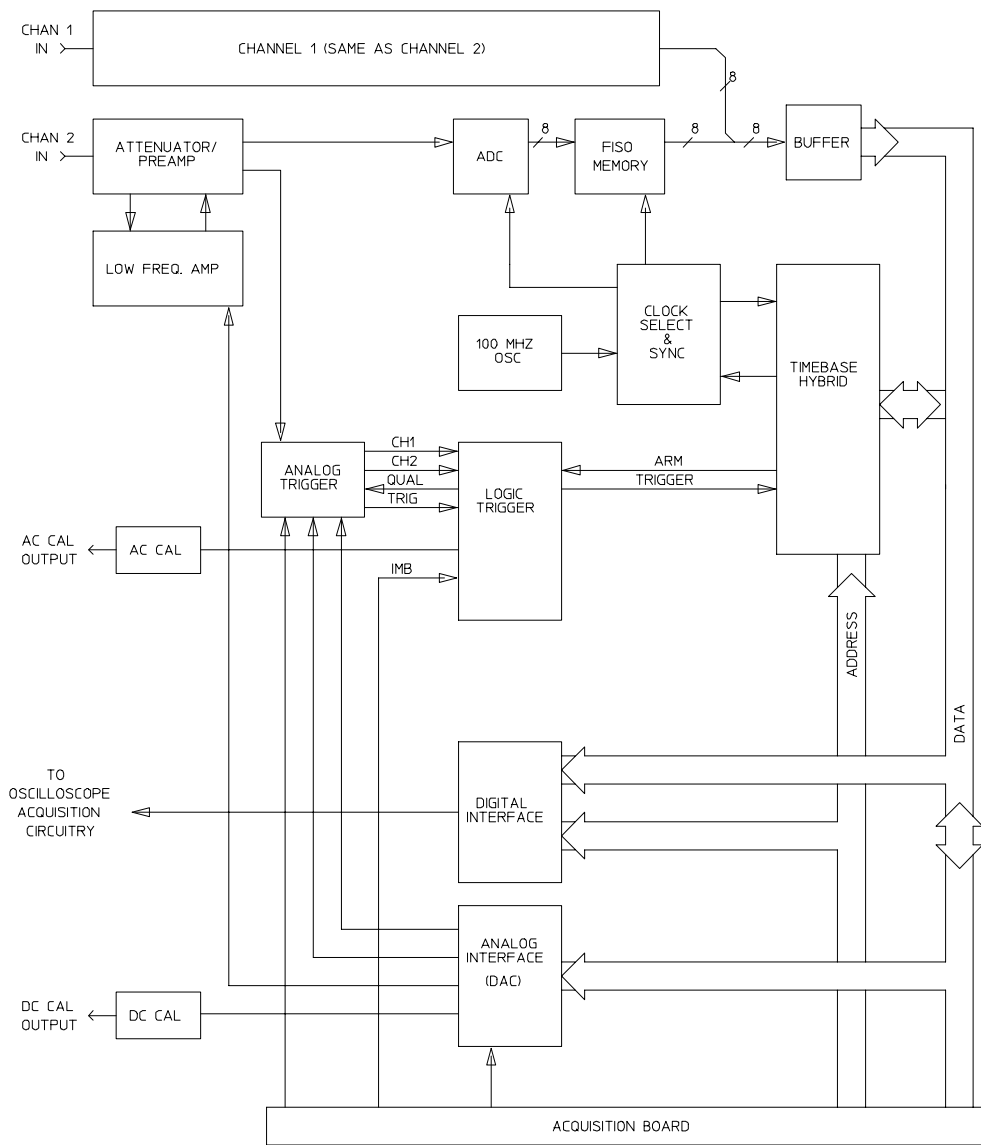 CHAN 1
IN
CHANNEL 1 (SAME AS CHANNEL 2)
8
CHAN 2
IN
ATTENUATOR/
PREAMP
ADC
8
FISO
MEMORY
8
8
BUFFER
LOW FREQ. AMP
100 MHZ
OSC
CLOCK
SELECT
&
SYNC
TIMEBASE
HYBRID
ANALOG
TRIGGER
CH1
CH2
QUAL
TRIG
LOGIC
TRIGGER
ARM
TRIGGER
AC CAL
OUTPUT
AC CAL
IMB
ADDRESS
DATA
TO
OSCILLOSCOPE
ACQUISITION
CIRCUITRY
DIGITAL
INTERFACE
ANALOG
INTERFACE
(DAC)
DC CAL
OUTPUT
DC CAL
ACQUISITION BOARD